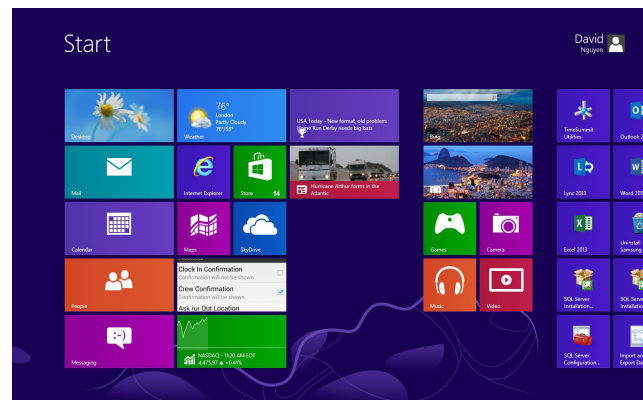 Start
David
Nguyen
Desktop
76°
London
Partly Cloudy
78°/55°
Weather
USA Today - New format, old problem:
Home Run Derby needs big bats
TimeSummit
Utilities
Outlook 2
Mail
Internet Explorer
Store
14
Hurricane Arthur forms in the
Atlantic
Lync 2013
Word 201
Calendar
Maps
SkyDrive
Games
Camera
Excel 2013
Uninstall
Samsung
People
Clock In Confirmation
Confirmation will not be shown
Crew Confirmation
Confirmation will be shown
Ask for Out Location
Music
Video
SQL Server
Installation...
SQL Serve
Installatio
Messaging
NASDAQ - 11:20 AM EDT
4,475.97 ▲ +0.41%
SQL Server
Configuration...
Import an
Export Da